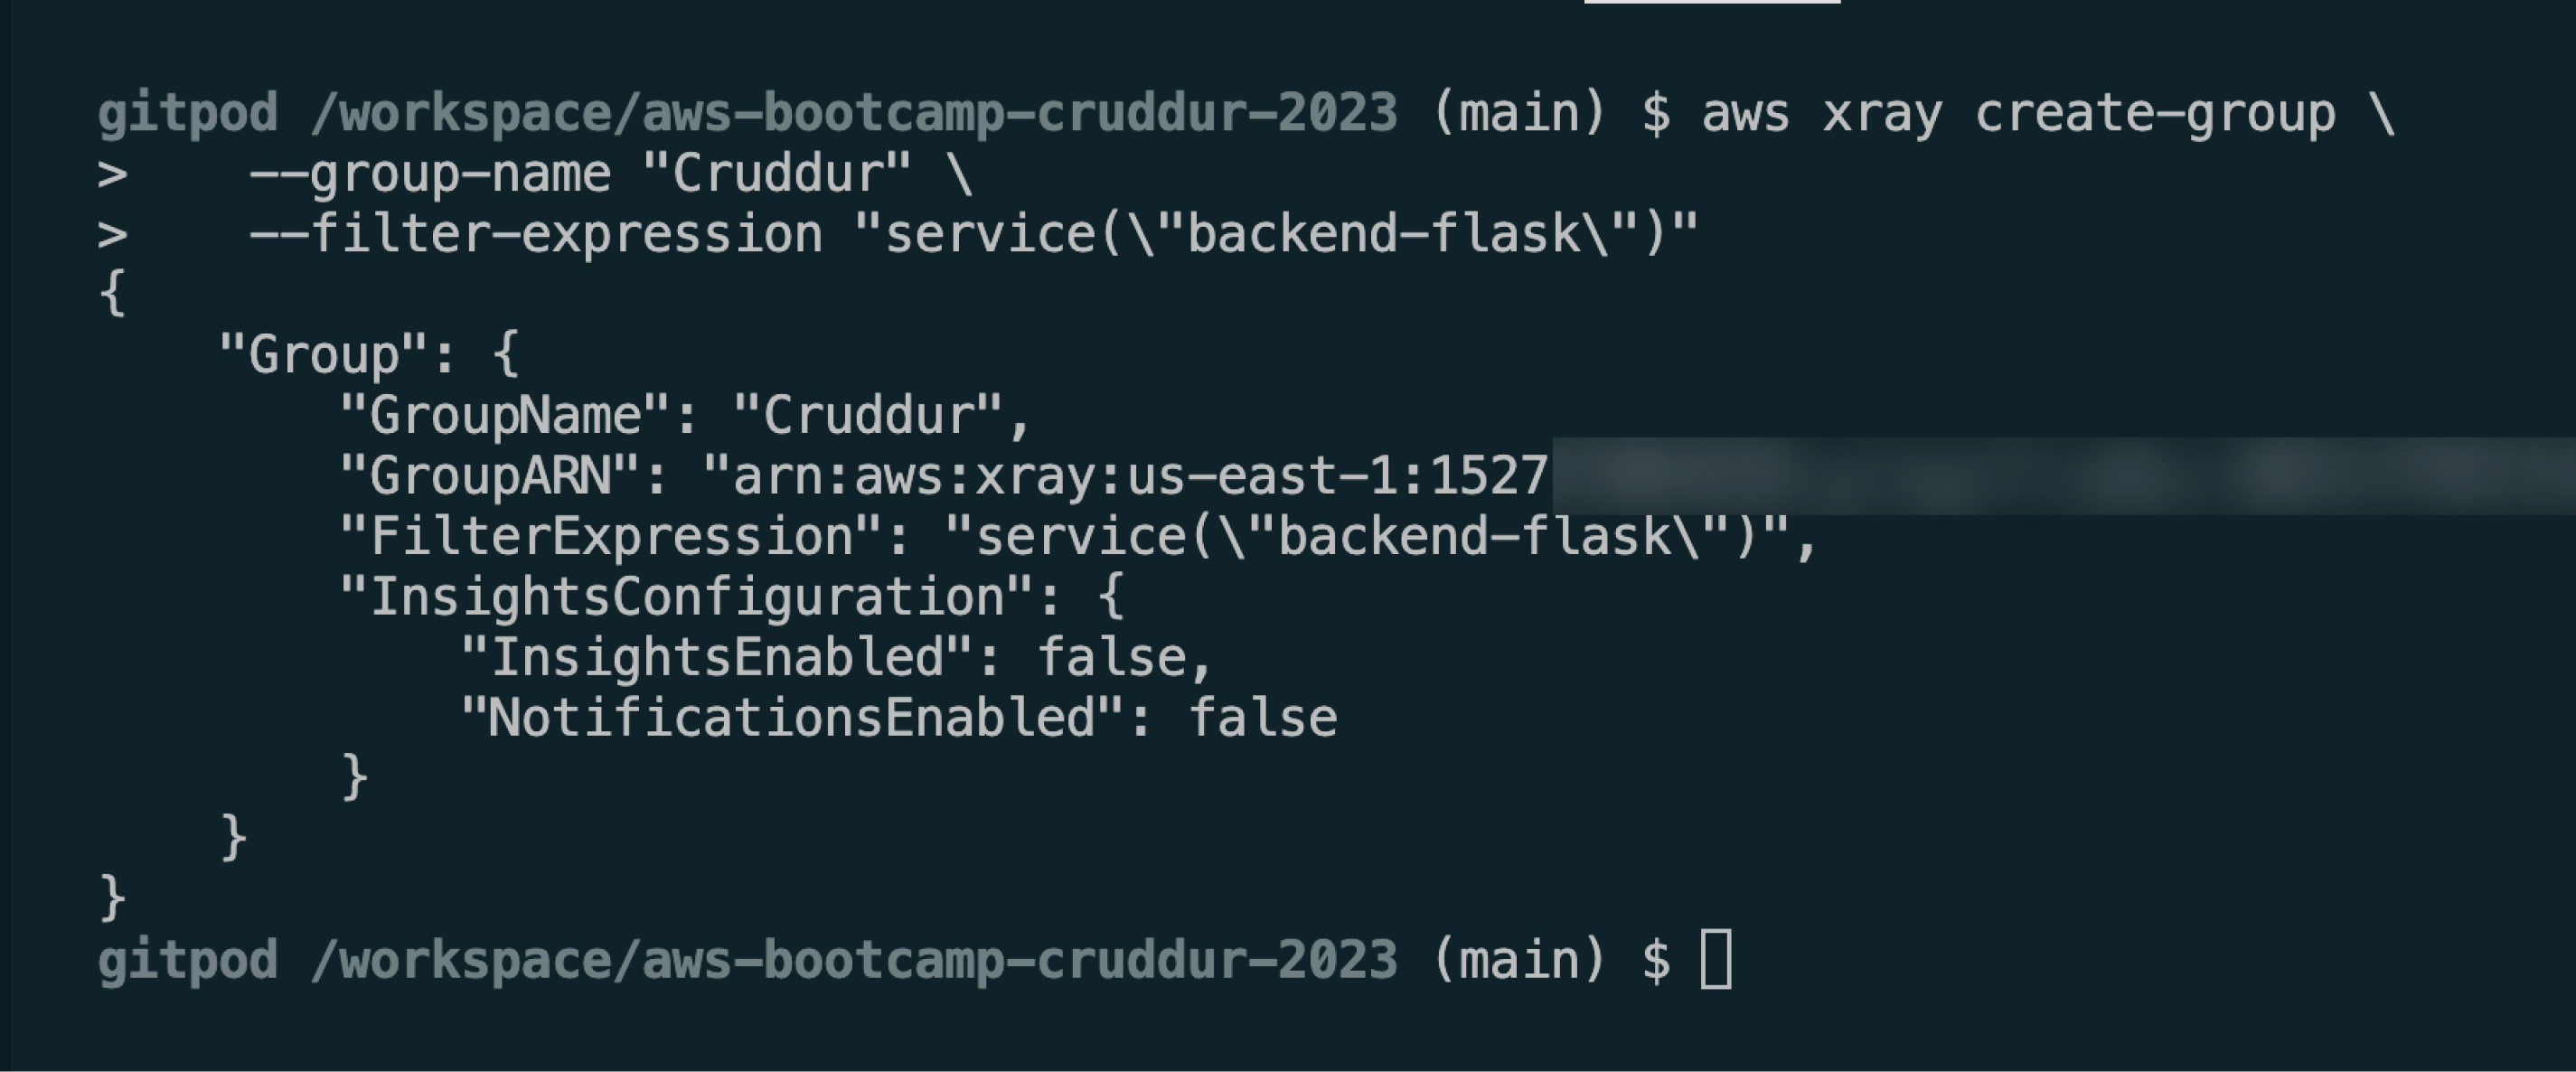 gitpod /workspace/aws-bootcamp-cruddur-2023 (main) $ aws xray create-group \
>    --group-name "Cruddur" \
>    --filter-expression "service(\"backend-flask\")"
{
    "Group": {
        "GroupName": "Cruddur",
        "GroupARN": "arn:aws:xray:us-east-1:1527
        "FilterExpression": "service(\"backend-flask\")",
        "InsightsConfiguration": {
            "InsightsEnabled": false,
            "NotificationsEnabled": false
        }
    }
}
gitpod /workspace/aws-bootcamp-cruddur-2023 (main) $